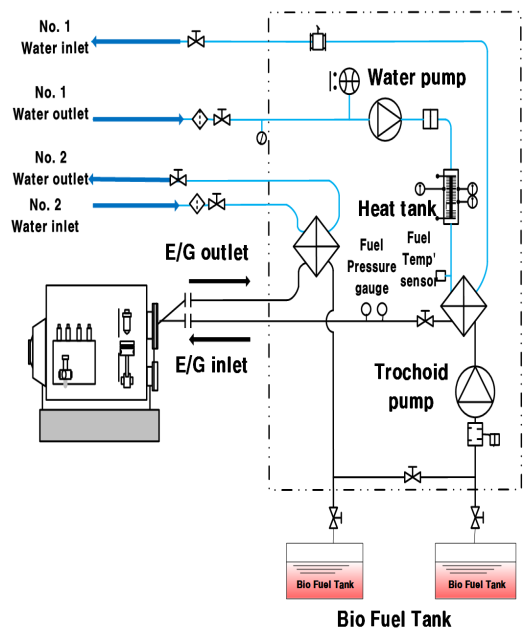 No. 1
Water inlet
No. 1
Water outlet
Water pump
No. 2
Water outlet
No. 2
Water inlet
Heat tank
E/G outlet
Fuel
Pressure
gauge
Fuel
Temp'
sensor
E/G inlet
Trochoid
pump
Bio Fuel Tank
Bio Fuel Tank
Bio Fuel Tank